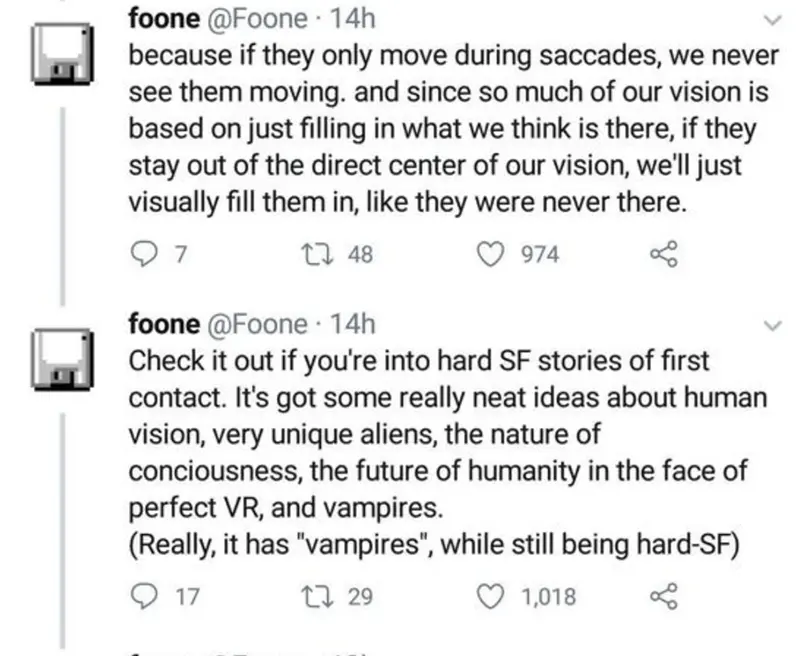 foone @Foone · 14h
because if they only move during saccades, we never
see them moving. and since so much of our vision is
based on just filling in what we think is there, if they
stay out of the direct center of our vision, we'll just
visually fill them in, like they were never there.
7 48 974
foone @Foone · 14h
Check it out if you're into hard SF stories of first
contact. It's got some really neat ideas about human
vision, very unique aliens, the nature of
conciousness, the future of humanity in the face of
perfect VR, and vampires.
(Really, it has "vampires", while still being hard-SF)
17 29 1,018